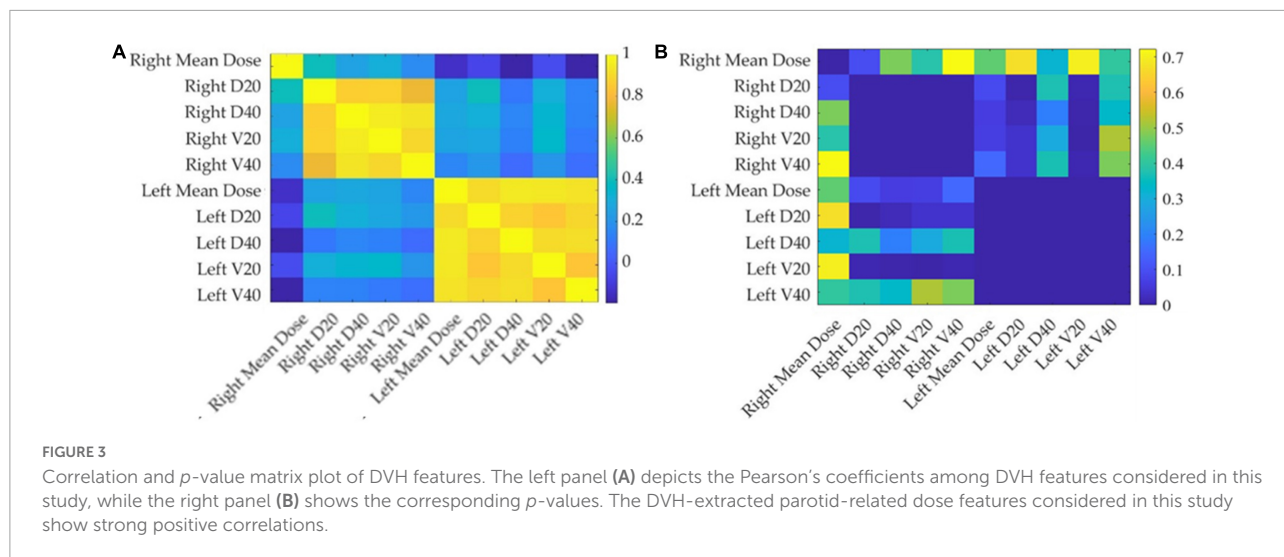 A
Right Mean Dose
Right D20
Right D40
Right V20
Right V40
Left Mean Dose
Left D20
Left D40
Left V20
Left V40
Right Mean Dose
Right D20
Right D40
Right V20
Right V40
Left Mean Dose
Left D20
Left D40
Left V20
Left V40
1
0.8
0.6
0.4
0.2
0
B
Right Mean Dose
Right D20
Right D40
Right V20
Right V40
Left Mean Dose
Left D20
Left D40
Left V20
Left V40
Right Mean Dose
Right D20
Right D40
Right V20
Right V40
Left Mean Dose
Left D20
Left D40
Left V20
Left V40
0.7
0.6
0.5
0.4
0.3
0.2
0.1
0
FIGURE 3
Correlation and p-value matrix plot of DVH features. The left panel (A) depicts the Pearson's coefficients among DVH features considered in this
study, while the right panel (B) shows the corresponding p-values. The DVH-extracted parotid-related dose features considered in this study
show strong positive correlations.